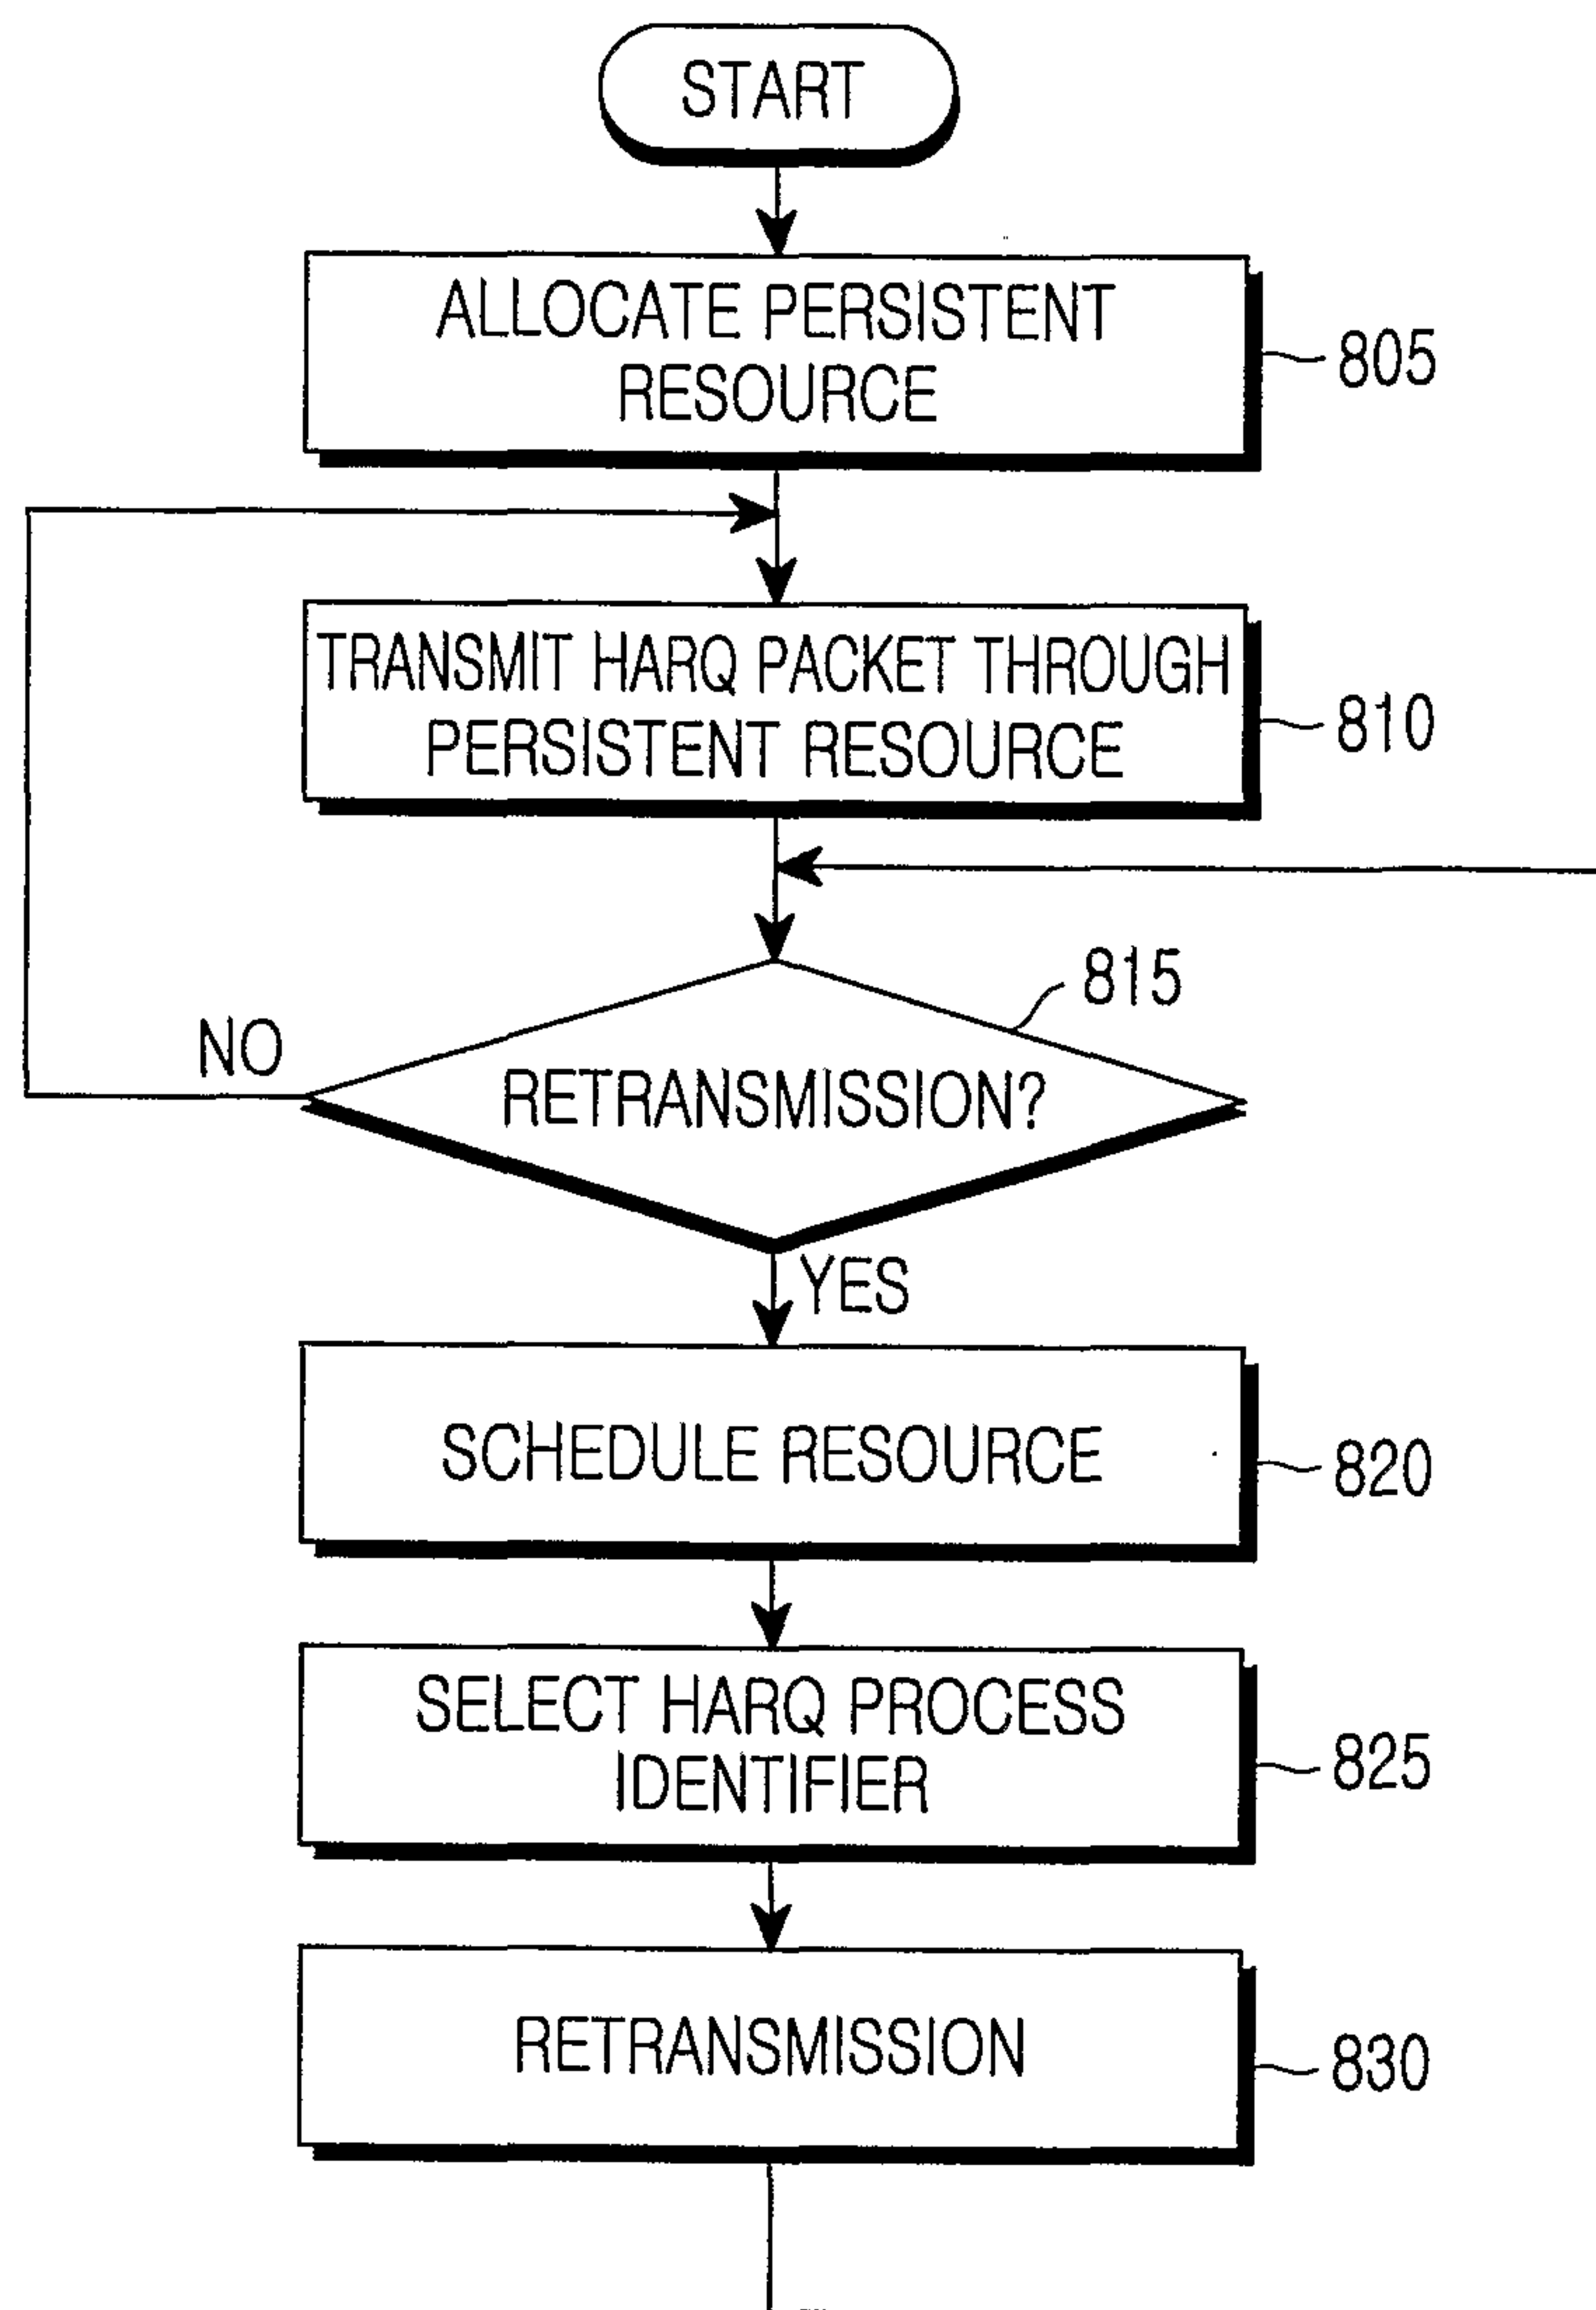 START
ALLOCATE PERSISTENT
RESOURCE
805
TRANSMIT HARQ PACKET THROUGH
PERSISTENT RESOURCE
810
815
NO
RETRANSMISSION?
YES
SCHEDULE RESOURCE
820
SELECT HARQ PROCESS
IDENTIFIER
825
RETRANSMISSION
830